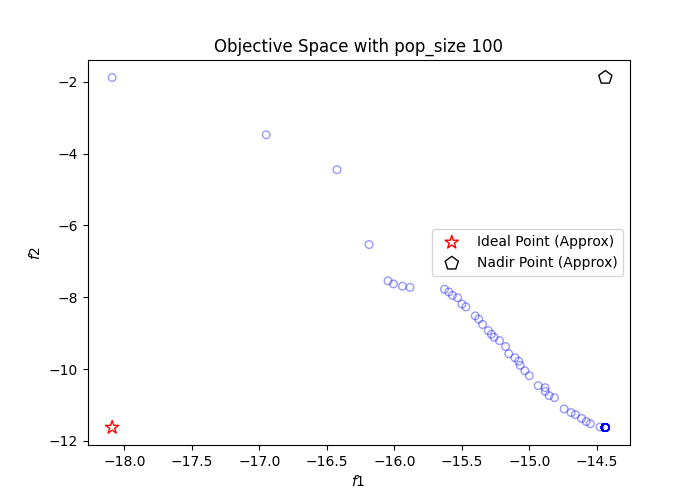 Objective Space with pop_size 100
−2
−4
−6
−8
−10
−12
f2
Ideal Point (Approx)
Nadir Point (Approx)
−18.0
−17.5
−17.0
−16.5
−16.0
−15.5
−15.0
−14.5
f1